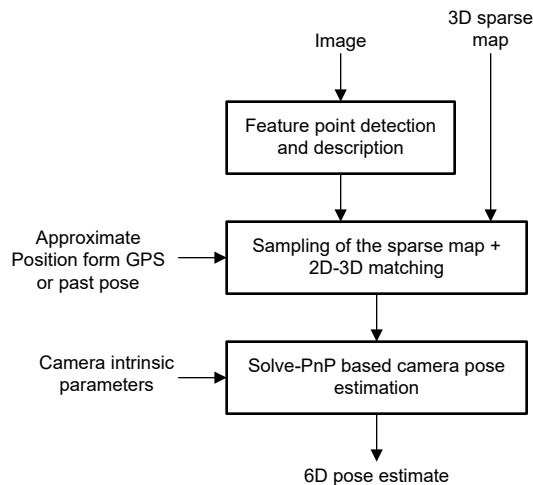 3D sparse
map
Image
Feature point detection
and description
Approximate
Position form GPS
or past pose
Sampling of the sparse map +
2D-3D matching
Camera intrinsic
parameters
Solve-PnP based camera pose
estimation
6D pose estimate